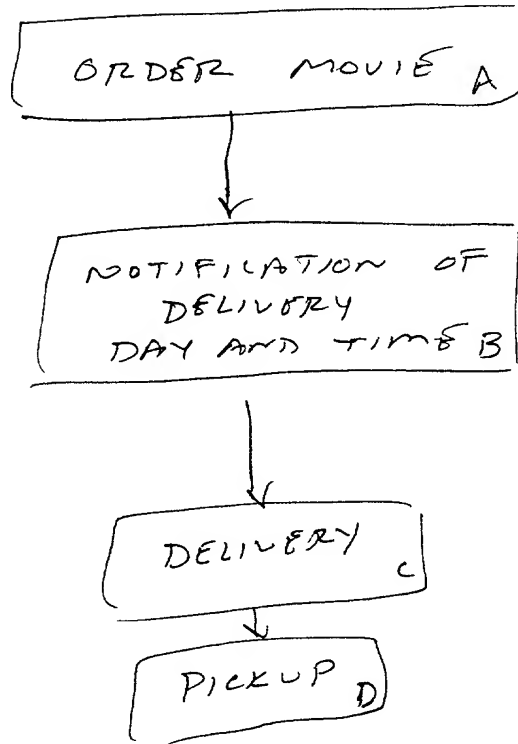 ORDER MOVIE A
NOTIFICATION OF
DELIVERY
DAY AND TIME B
DELIVERY C
PICKUP D